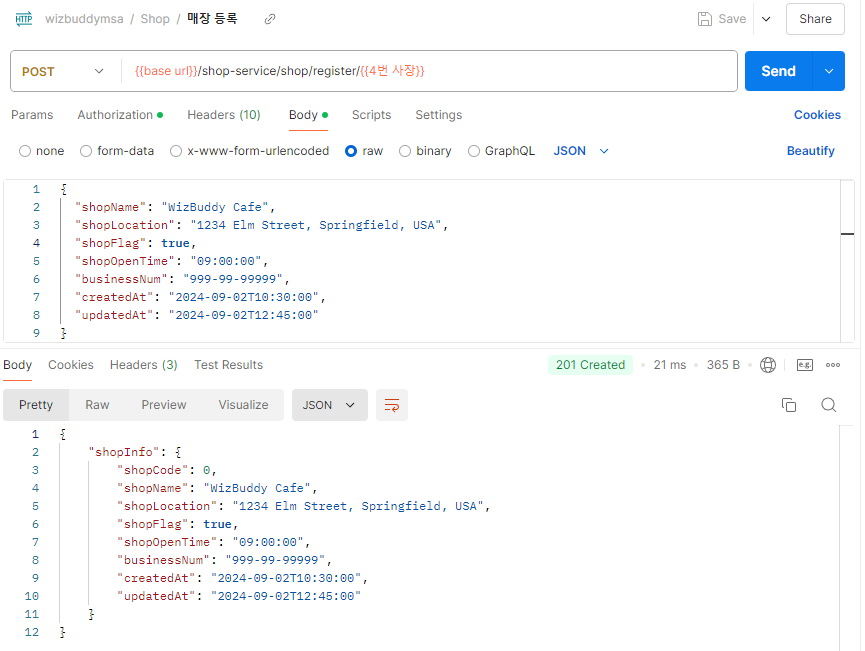 HTTP wizbuddymsa / Shop / 매장 등록 Save Share
POST {{base url}}/shop-service/shop/register/{{4번 사장}} Send
Params Authorization Headers (10) Body Scripts Settings Cookies
none form-data x-www-form-urlencoded raw binary GraphQL JSON Beautify
1 {
2 "shopName": "WizBuddy Cafe",
3 "shopLocation": "1234 Elm Street, Springfield, USA",
4 "shopFlag": true,
5 "shopOpenTime": "09:00:00",
6 "businessNum": "999-99-99999",
7 "createdAt": "2024-09-02T10:30:00",
8 "updatedAt": "2024-09-02T12:45:00"
9 }
Body Cookies Headers (3) Test Results 201 Created 21 ms 365 B e.g.
Pretty Raw Preview Visualize JSON
1 {
2 "shopInfo": {
3 "shopCode": 0,
4 "shopName": "WizBuddy Cafe",
5 "shopLocation": "1234 Elm Street, Springfield, USA",
6 "shopFlag": true,
7 "shopOpenTime": "09:00:00",
8 "businessNum": "999-99-99999",
9 "createdAt": "2024-09-02T10:30:00",
10 "updatedAt": "2024-09-02T12:45:00"
11 }
12 }